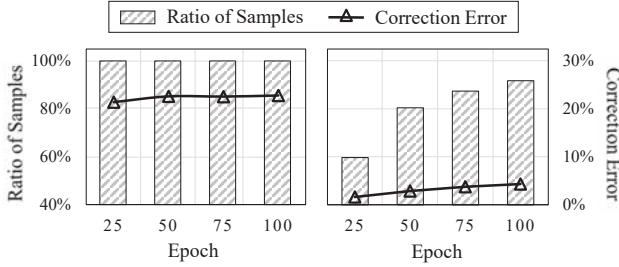 Ratio of Samples Correction Error
100% 30%
80% 20%
60% 10%
40% 0%
25 50 75 100 25 50 75 100
Epoch Epoch
Ratio of Samples
Correction Error